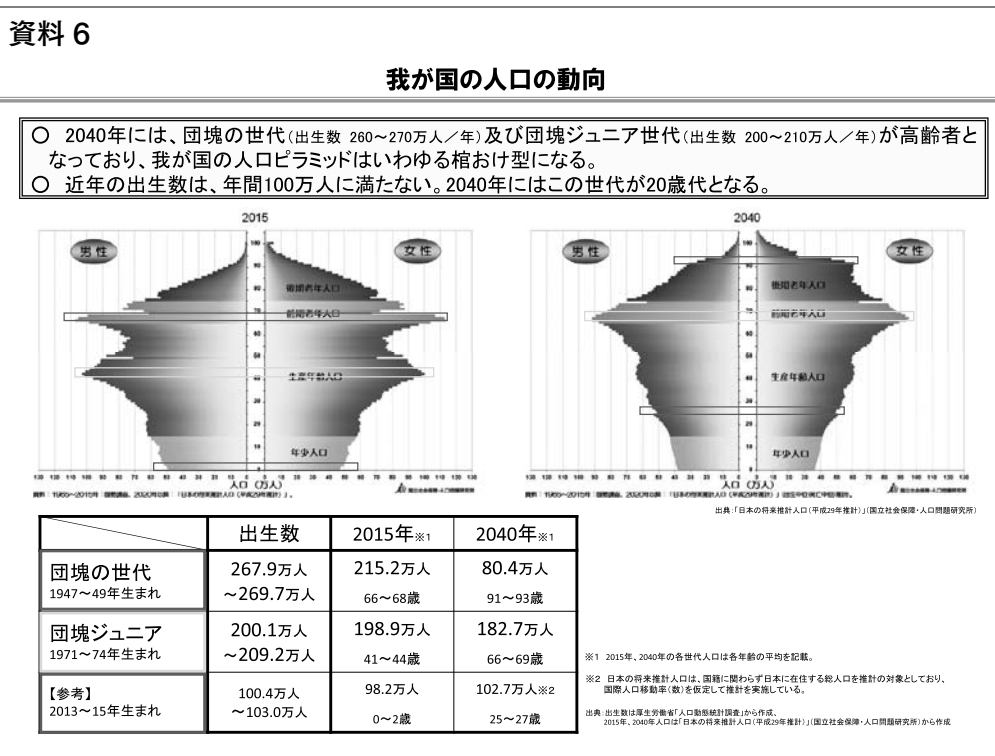 資料6
我が国の人口の動向
〇 2040年には、団塊の世代（出生数 260～270万人／年）及び団塊ジュニア世代（出生数 200～210万人／年）が高齢者と
なっており、我が国の人口ピラミッドはいわゆる棺おけ型になる。
〇 近年の出生数は、年間100万人に満たない。2040年にはこの世代が20歳代となる。
2015
2040
男性 女性
男性 女性
後期老年人口
前期老年人口
生産年齢人口
年少人口
人口（万人）
後期老年人口
前期老年人口
生産年齢人口
年少人口
人口（万人）
出典：「日本の将来推計人口（平成29年推計）」（国立社会保障・人口問題研究所）
出生数 2015年※1 2040年※1
団塊の世代
1947～49年生まれ
267.9万人
～269.7万人
215.2万人
66～68歳
80.4万人
91～93歳
団塊ジュニア
1971～74年生まれ
200.1万人
～209.2万人
198.9万人
41～44歳
182.7万人
66～69歳
【参考】
2013～15年生まれ
100.4万人
～103.0万人
98.2万人
0～2歳
102.7万人※2
25～27歳
※1 2015年、2040年の各世代人口は各年齢の平均を記載。
※2 日本の将来推計人口は、国籍に関わらず日本に在住する総人口を推計の対象としており、
国際人口移動率（数）を仮定して推計を実施している。
出典：出生数は厚生労働省「人口動態統計調査」から作成、
2015年、2040年人口は「日本の将来推計人口（平成29年推計）」（国立社会保障・人口問題研究所）から作成